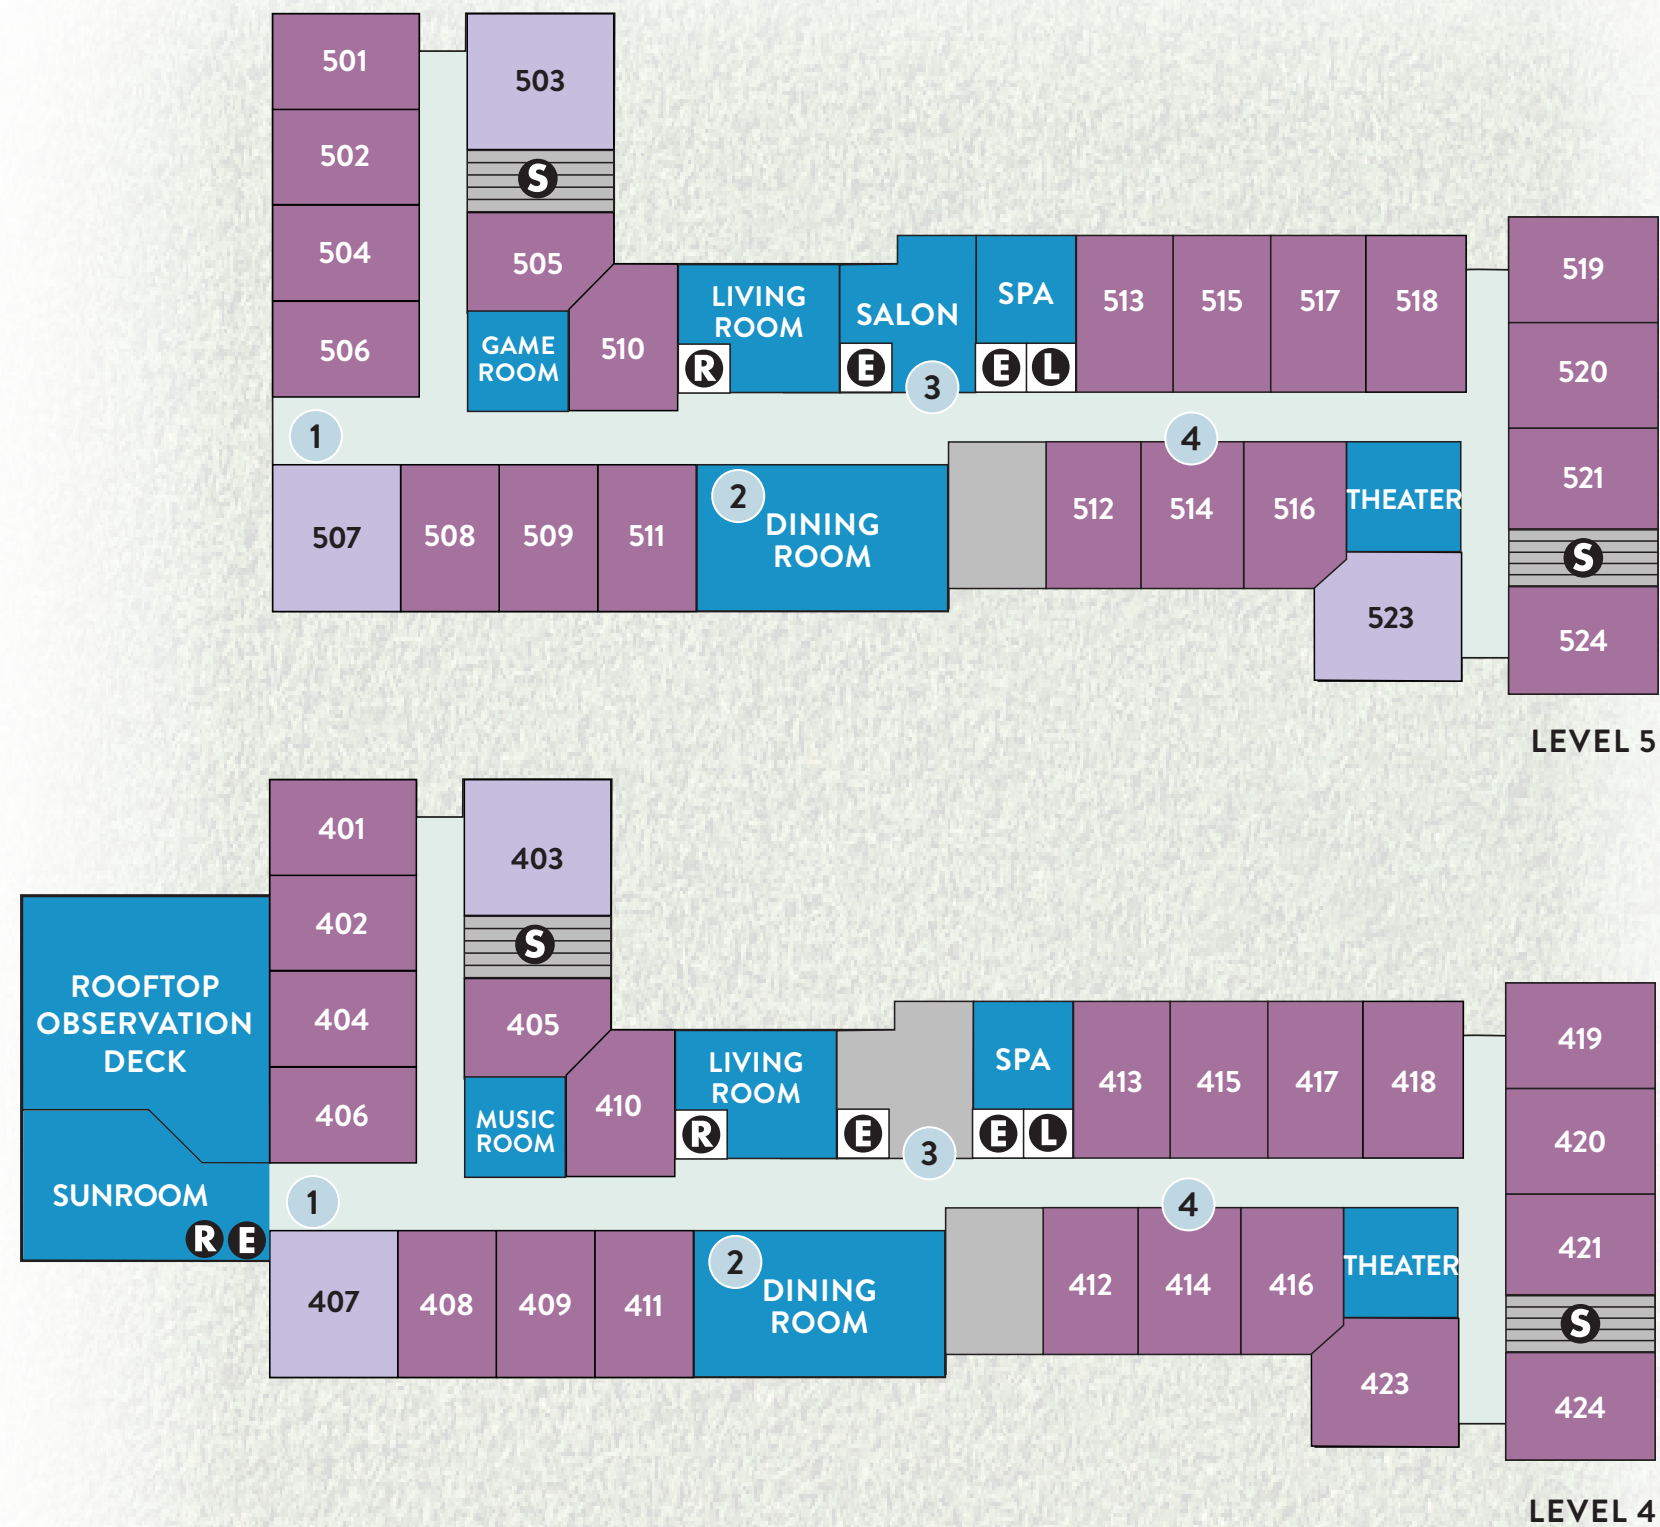 501
503
502
S
504
505
506
GAME
ROOM
510
LIVING
ROOM
R
SALON
E
3
SPA
E L
513
515
517
518
519
520
521
S
524
1
2
4
507
508
509
511
DINING
ROOM
512
514
516
THEATER
523
LEVEL 5
401
403
402
S
404
405
406
ROOFTOP
OBSERVATION
DECK
SUNROOM
R E
MUSIC
ROOM
410
LIVING
ROOM
R
E
3
SPA
E L
413
415
417
418
419
420
421
S
424
1
2
4
407
408
409
411
DINING
ROOM
412
414
416
THEATER
423
LEVEL 4